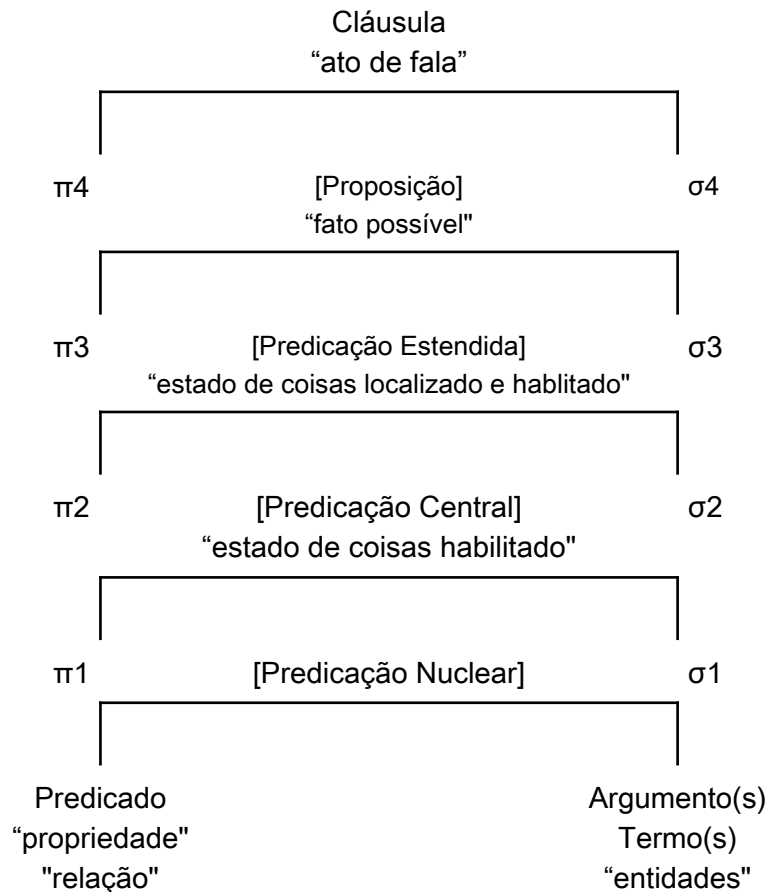 Cláusula
“ato de fala”
π4 [Proposição] σ4
“fato possível"
π3 [Predicação Estendida] σ3
“estado de coisas localizado e hablitado"
π2 [Predicação Central] σ2
“estado de coisas habilitado"
π1 [Predicação Nuclear] σ1
Predicado Argumento(s)
“propriedade" Termo(s)
"relação" “entidades"